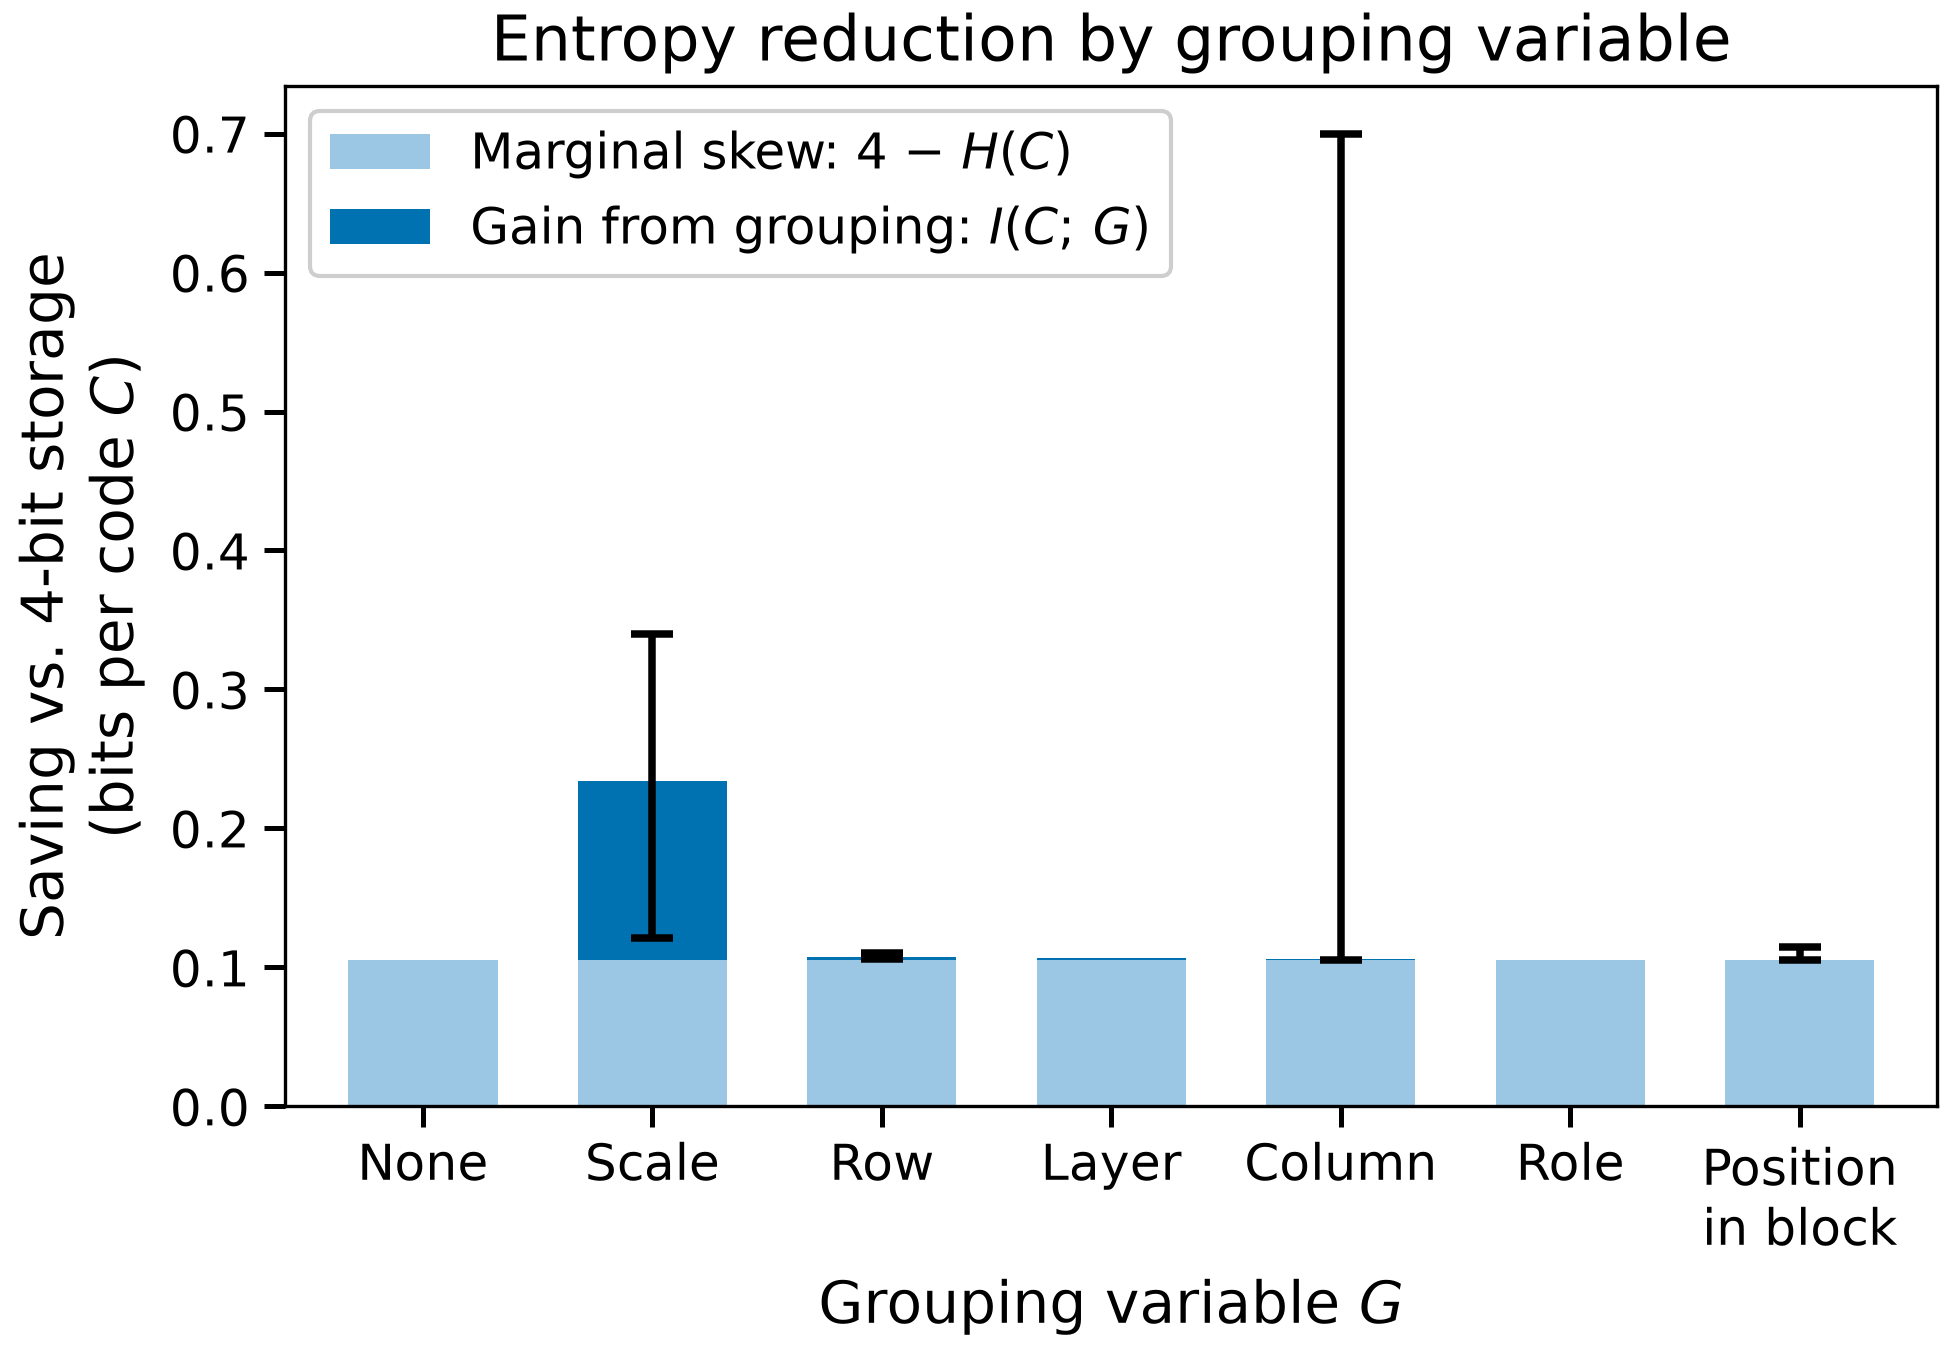 Entropy reduction by grouping variable
Marginal skew: 4 − H(C)
Gain from grouping: I(C; G)
Saving vs. 4-bit storage
(bits per code C)
0.7
0.6
0.5
0.4
0.3
0.2
0.1
0.0
None Scale Row Layer Column Role Position
in block
Grouping variable G